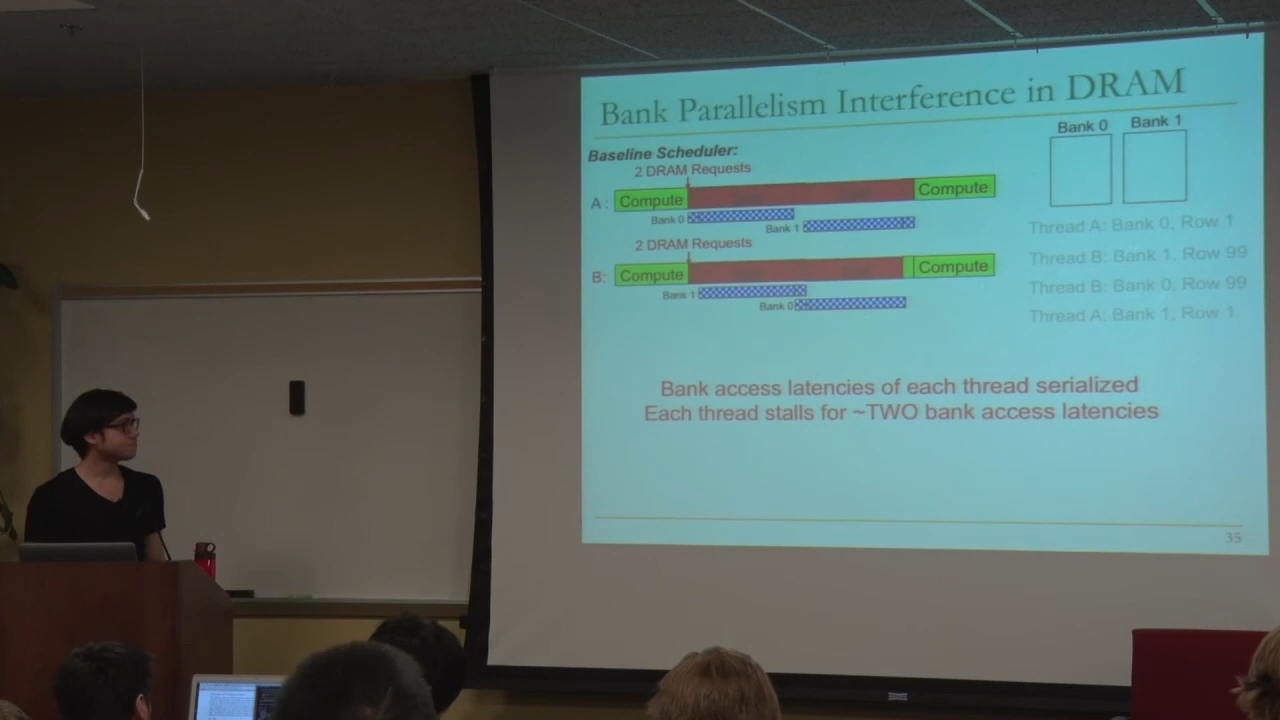 Bank Parallelism Interference in DRAM
Bank 0 Bank 1
Baseline Scheduler:
2 DRAM Requests
A : Compute Compute
Bank 0
Bank 1
2 DRAM Requests
B: Compute Compute
Bank 1
Bank 0
Thread A: Bank 0, Row 1
Thread B: Bank 1, Row 99
Thread B: Bank 0, Row 99
Thread A: Bank 1, Row 1
Bank access latencies of each thread serialized
Each thread stalls for ~TWO bank access latencies
35